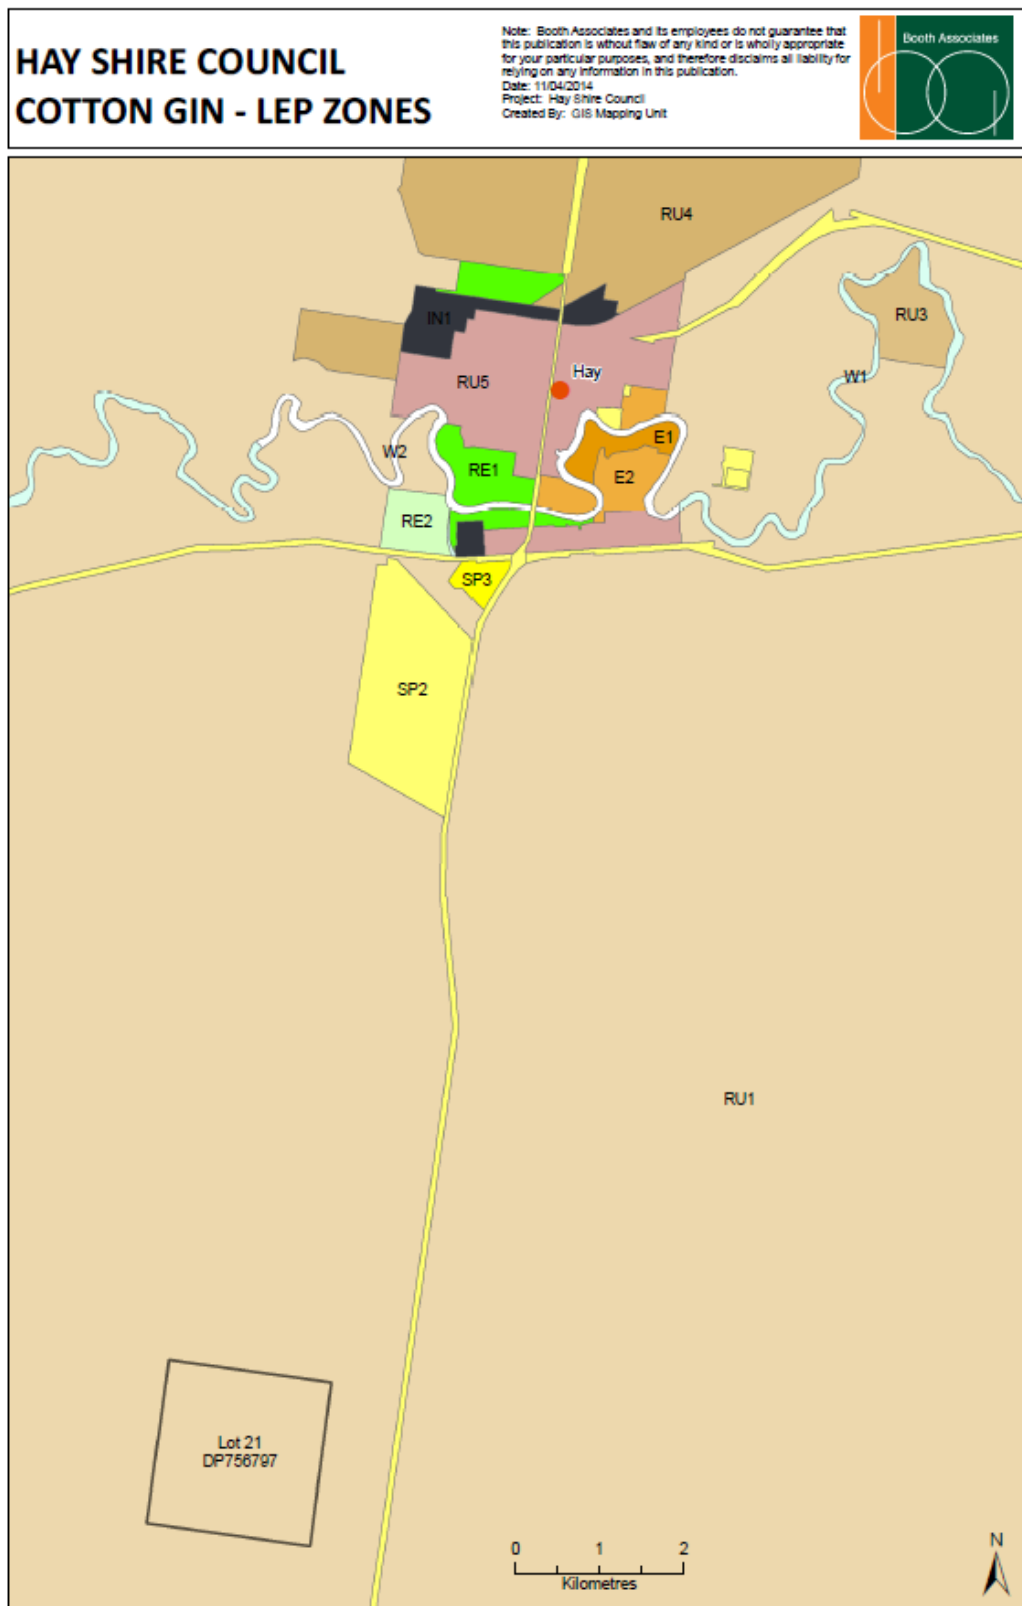 HAY SHIRE COUNCIL
COTTON GIN - LEP ZONES
Note: Booth Associates and its employees do not guarantee that
this publication is without flaw of any kind or is wholly appropriate
for your particular purposes, and therefore disclaims all liability for
relying on any information in this publication.
Date: 11/04/2014
Project: Hay Shire Council
Created By: GIS Mapping Unit
Booth Associates
RU4
RU3
IN1
Hay
RU5
W1
E1
W2
RE1
E2
RE2
SP3
SP2
RU1
Lot 21
DP756797
0 1 2
Kilometres
N